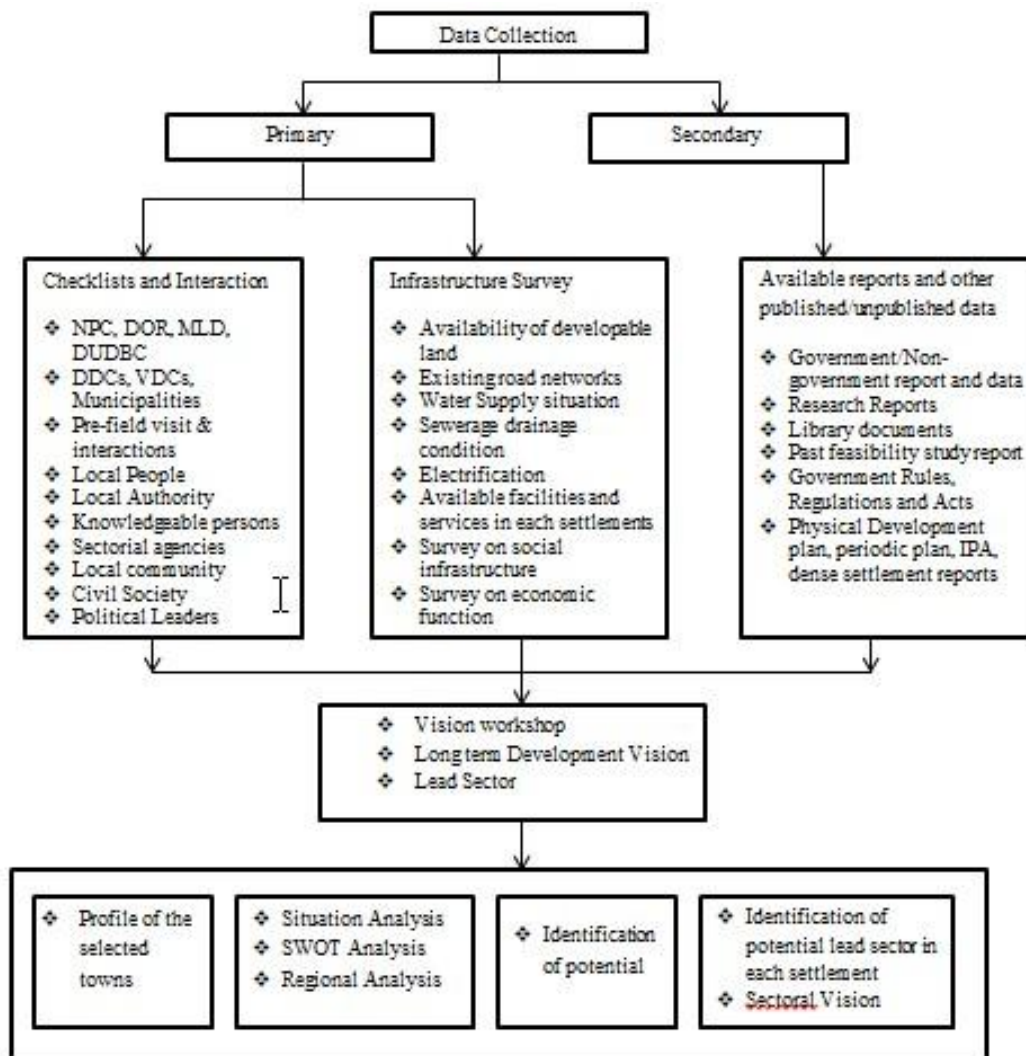 Data Collection
Primary
Secondary
Checklists and Interaction
❖ NPC, DOR, MLD,
DUDBC
❖ DDCs, VDCs,
Municipalities
❖ Pre-field visit &
interactions
❖ Local People
❖ Local Authority
❖ Knowledgeable persons
❖ Sectorial agencies
❖ Local community
❖ Civil Society
❖ Political Leaders
Infrastructure Survey
❖ Availability of developable
land
❖ Existing road networks
❖ Water Supply situation
❖ Sewerage drainage
condition
❖ Electrification
❖ Available facilities and
services in each settlements
❖ Survey on social
infrastructure
❖ Survey on economic
function
Available reports and other
published/unpublished data
❖ Government/Non-
government report and data
❖ Research Reports
❖ Library documents
❖ Past feasibility study report
❖ Government Rules,
Regulations and Acts
❖ Physical Development
plan, periodic plan, IPA,
dense settlement reports
❖ Vision workshop
❖ Long term Development Vision
❖ Lead Sector
❖ Profile of the
selected
towns
❖ Situation Analysis
❖ SWOT Analysis
❖ Regional Analysis
❖ Identification
of potential
❖ Identification of
potential lead sector in
each settlement
❖ Sectoral Vision